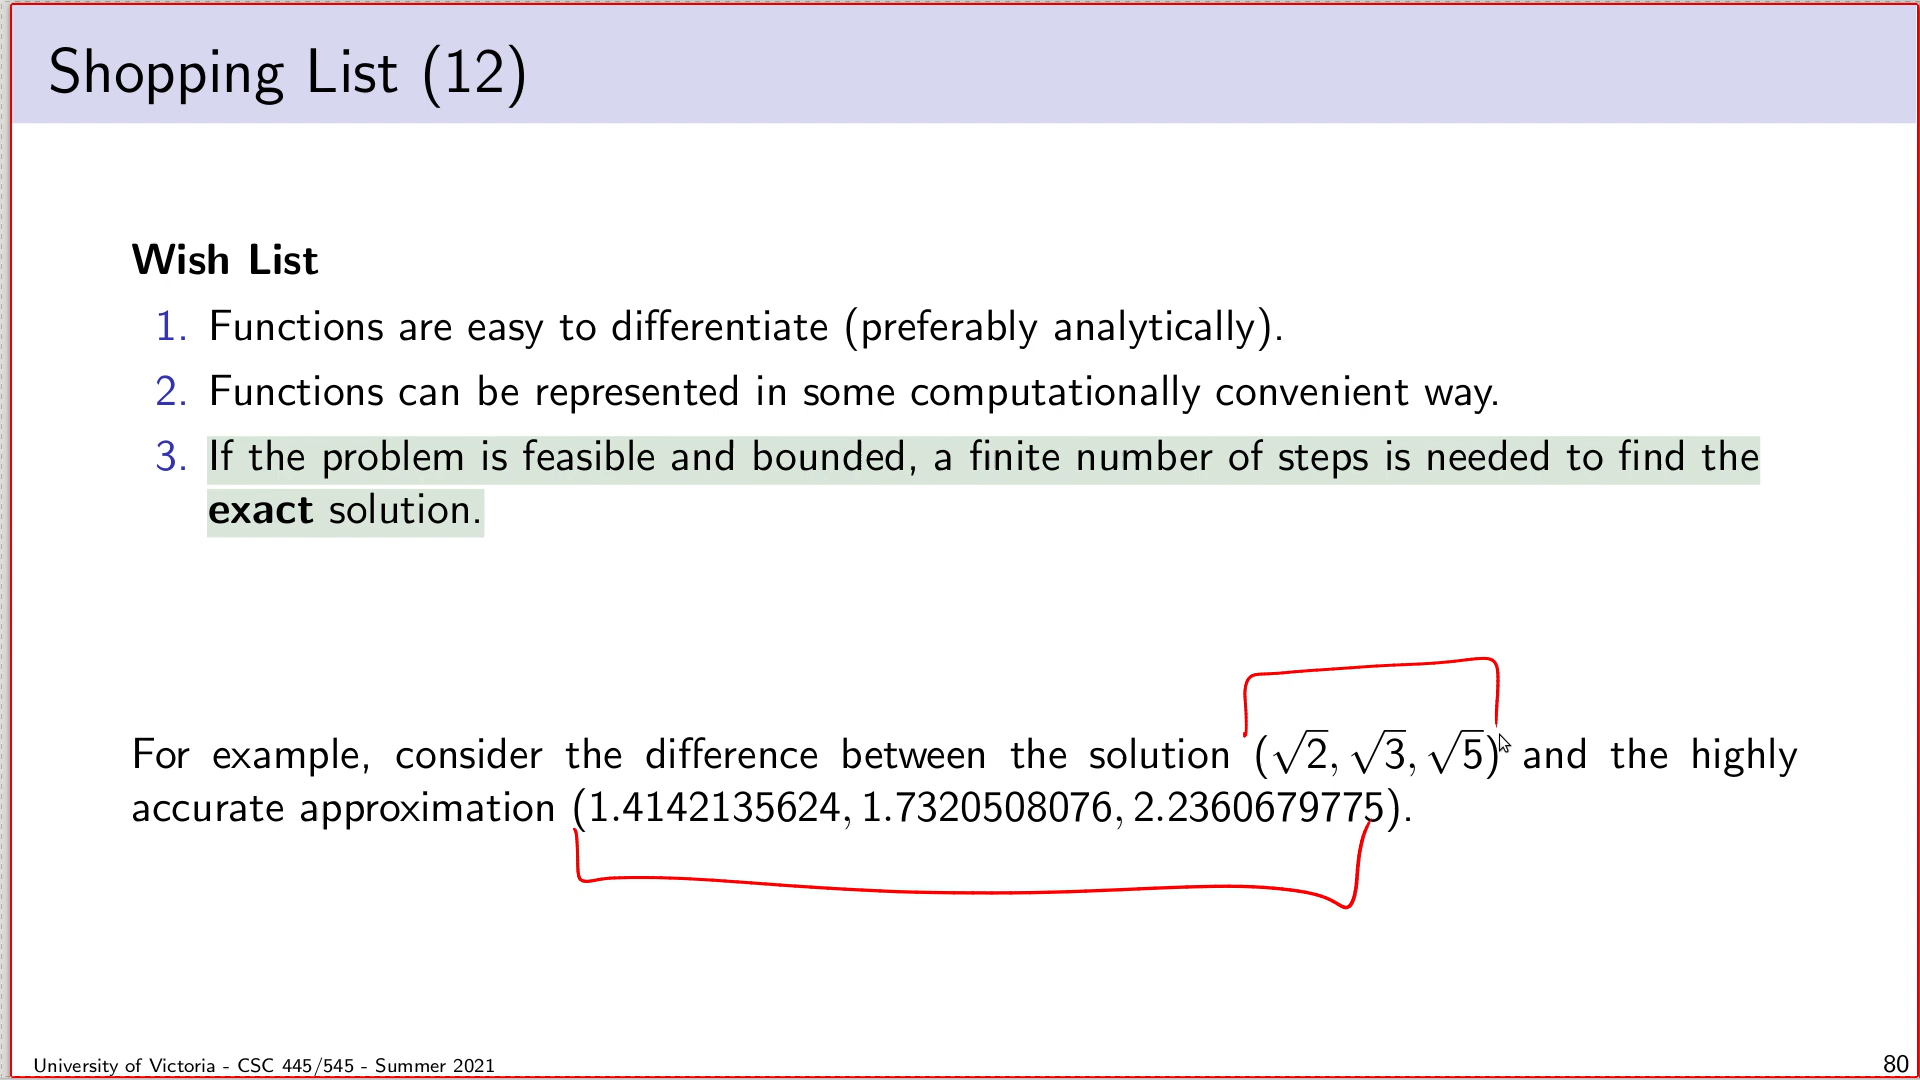 Shopping List (12)
Wish List
1. Functions are easy to differentiate (preferably analytically).
2. Functions can be represented in some computationally convenient way.
3. If the problem is feasible and bounded, a finite number of steps is needed to find the
exact solution.
For example, consider the difference between the solution (√2, √3, √5) and the highly
accurate approximation (1.4142135624, 1.7320508076, 2.2360679775).
University of Victoria - CSC 445/545 - Summer 2021
80